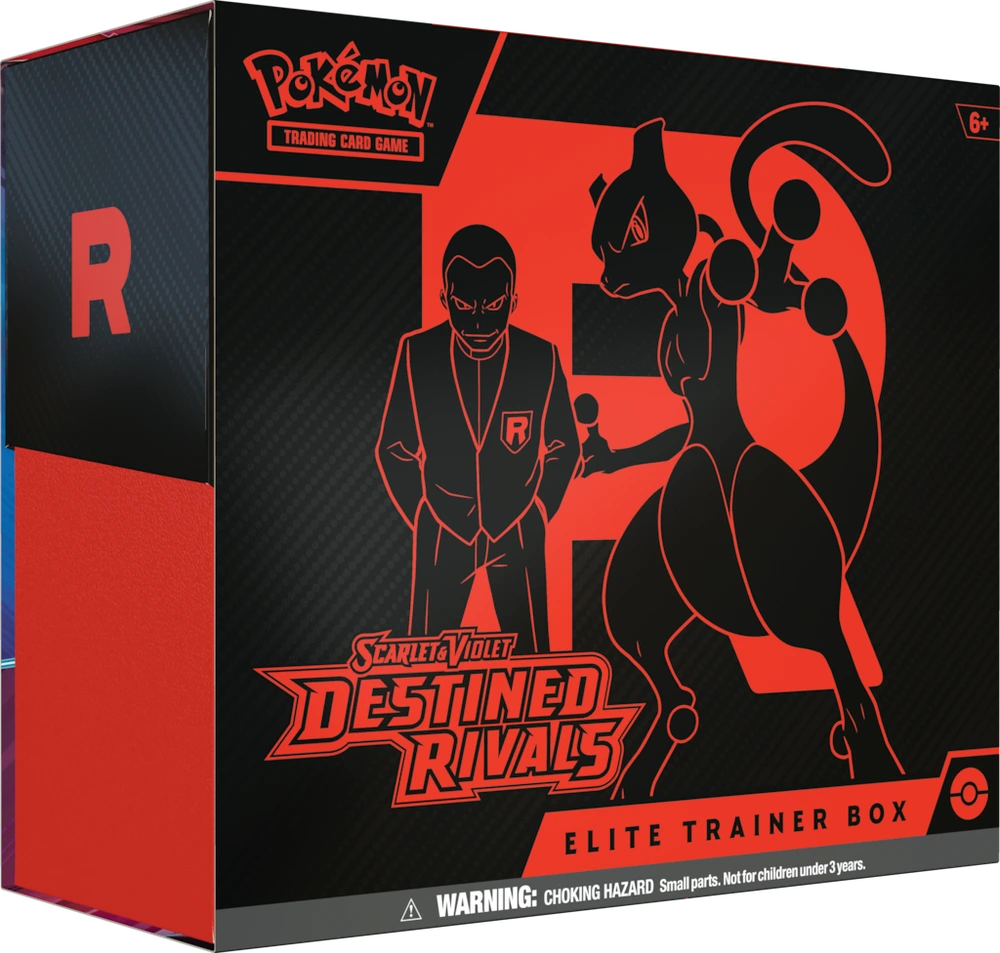 POKéMON™
TRADING CARD GAME
6+
R
R
SCARLET & VIOLET
DESTINED
RIVALS
ELITE TRAINER BOX
WARNING: CHOKING HAZARD Small parts. Not for children under 3 years.